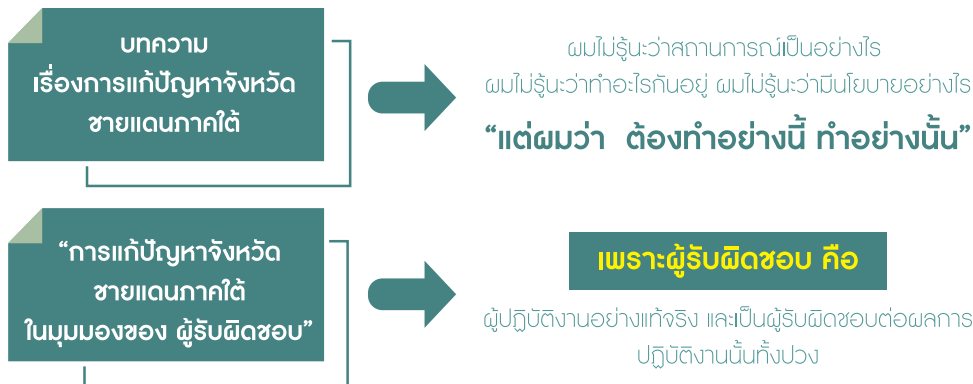 บทความ
เรื่องการแก้ปัญหาจังหวัด
ชายแดนภาคใต้
ผมไม่รู้นะว่าสถานการณ์เป็นอย่างไร
ผมไม่รู้นะว่าทำอะไรกันอยู่ ผมไม่รู้นะว่ามีนโยบายอย่างไร
“แต่ผมว่า ต้องทำอย่างนี้ ทำอย่างนั้น”
“การแก้ปัญหาจังหวัด
ชายแดนภาคใต้
ในมุมมองของ ผู้รับผิดชอบ”
เพราะผู้รับผิดชอบ คือ
ผู้ปฏิบัติงานอย่างแท้จริง และเป็นผู้รับผิดชอบต่อผลการ
ปฏิบัติงานนั้นทั้งปวง